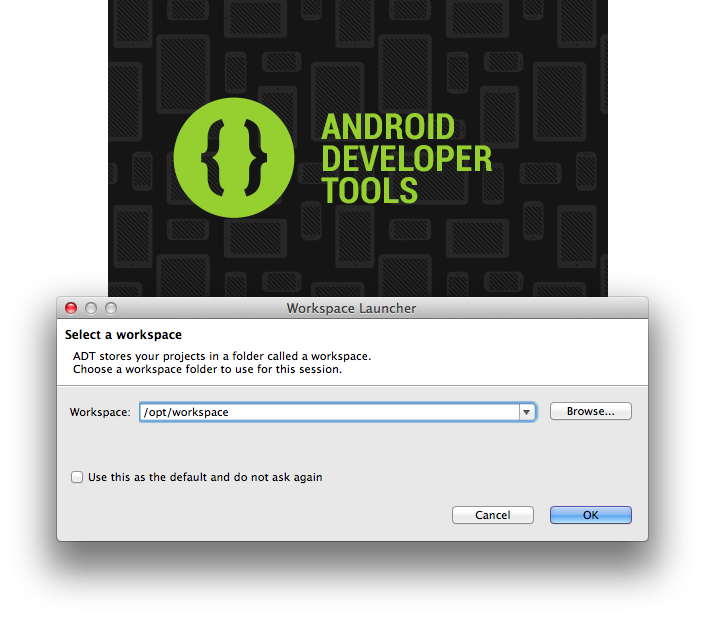 ANDROID
DEVELOPER
TOOLS
Workspace Launcher
Select a workspace
ADT stores your projects in a folder called a workspace.
Choose a workspace folder to use for this session.
Workspace: /opt/workspace Browse...
Use this as the default and do not ask again
Cancel OK